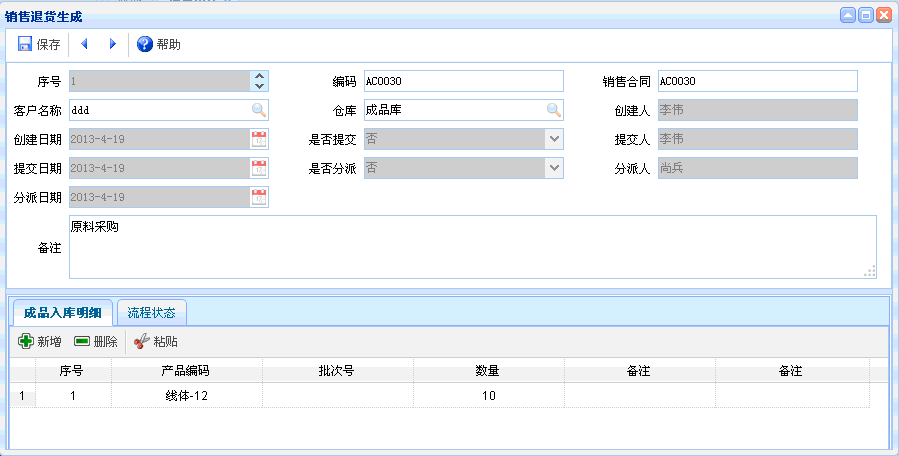 销售退货生成
保存 帮助
序号 1 编码 AC0030 销售合同 AC0030
客户名称 ddd 仓库 成品库 创建人 李伟
创建日期 2013-4-19 是否提交 否 提交人 李伟
提交日期 2013-4-19 是否分派 否 分派人 尚兵
分派日期 2013-4-19
原料采购
备注
成品入库明细 流程状态
新增 删除 粘贴
序号 产品编码 批次号 数量 备注 备注
1 1 线体-12 10